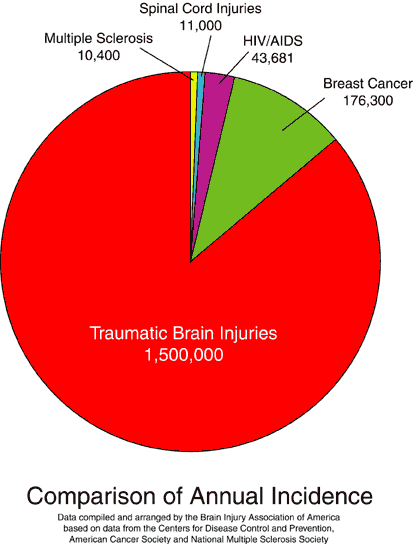 Spinal Cord Injuries
11,000
Multiple Sclerosis
10,400
HIV/AIDS
43,681
Breast Cancer
176,300
Traumatic Brain Injuries
1,500,000
Comparison of Annual Incidence
Data compiled and arranged by the Brain Injury Association of America
based on data from the Centers for Disease Control and Prevention,
American Cancer Society and National Multiple Sclerosis Society